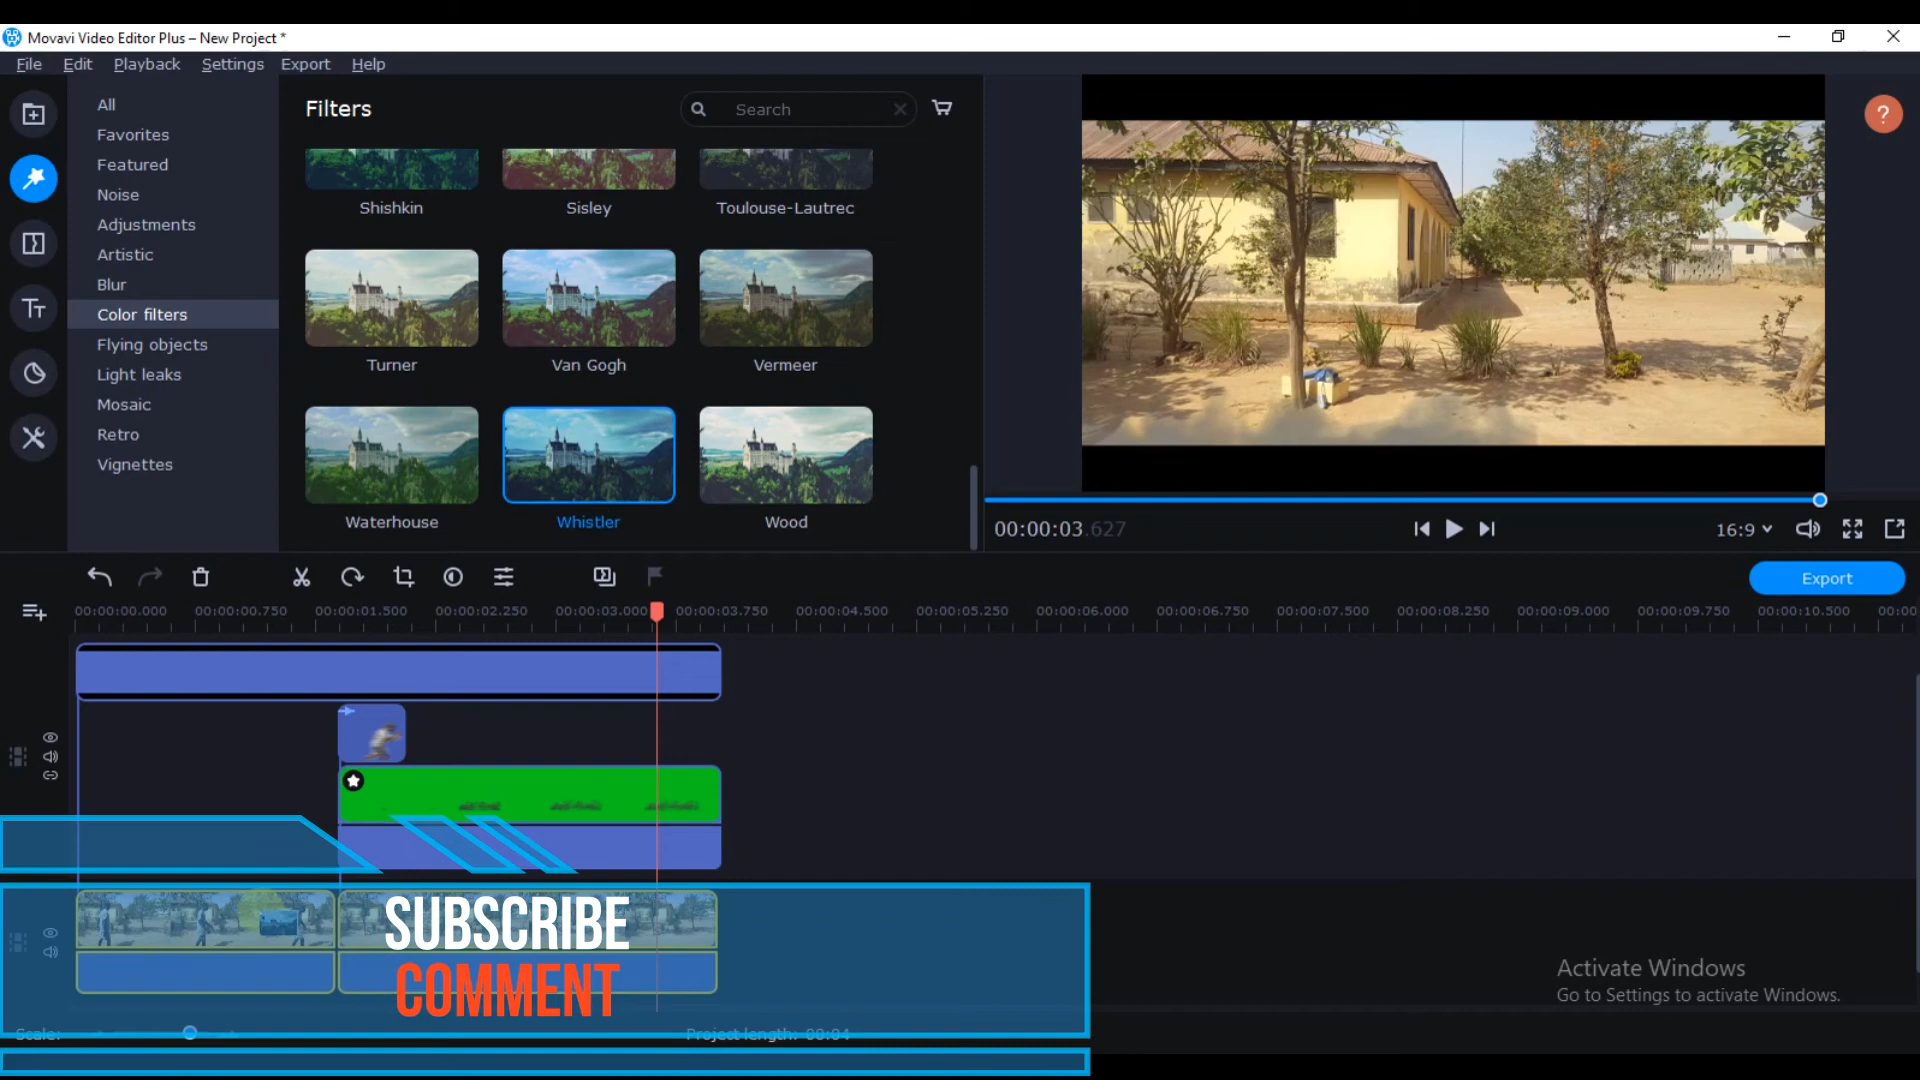 Movavi Video Editor Plus – New Project *
File Edit Playback Settings Export Help
All
Favorites
Featured
Noise
Adjustments
Artistic
Blur
Color filters
Flying objects
Light leaks
Mosaic
Retro
Vignettes
Filters
Search
Shishkin Sisley Toulouse-Lautrec
Turner Van Gogh Vermeer
Waterhouse Whistler Wood
?
00:00:03.627
16:9
Export
00:00:00.000 00:00:00.750 00:00:01.500 00:00:02.250 00:00:03.000 00:00:03.750 00:00:04.500 00:00:05.250 00:00:06.000 00:00:06.750 00:00:07.500 00:00:08.250 00:00:09.000 00:00:09.750 00:00:10.500
SUBSCRIBE
COMMENT
Activate Windows
Go to Settings to activate Windows.
Scale: Project length: 00:04